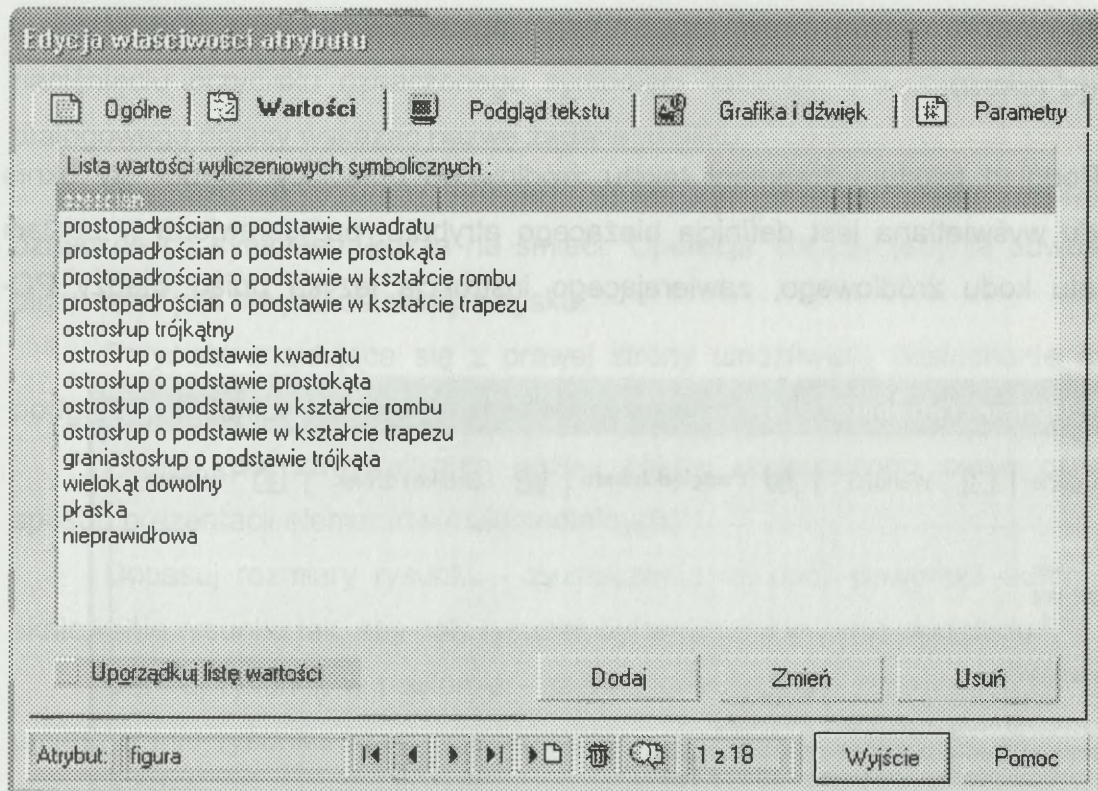 Edycja właściwości atrybutu
Ogólne Wartości Podgląd tekstu Grafika i dźwięk Parametry
Lista wartości wyliczeniowych symbolicznych :
sześcian
prostopadłościan o podstawie kwadratu
prostopadłościan o podstawie prostokąta
prostopadłościan o podstawie w kształcie rombu
prostopadłościan o podstawie w kształcie trapezu
ostrosłup trójkątny
ostrosłup o podstawie kwadratu
ostrosłup o podstawie prostokąta
ostrosłup o podstawie w kształcie rombu
ostrosłup o podstawie w kształcie trapezu
graniastosłup o podstawie trójkąta
wielokąt dowolny
płaska
nieprawidłowa
Uporządkuj listę wartości Dodaj Zmień Usuń
Atrybut: figura 1 z 18 Wyjście Pomoc